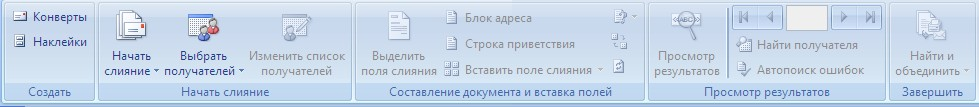 Конверты
Наклейки
Создать
Начать
слияние
Выбрать
получателей
Изменить список
получателей
Начать слияние
Выделить
поля слияния
Блок адреса
Строка приветствия
Вставить поле слияния
Составление документа и вставка полей
«ABC»
Просмотр
результатов
Найти получателя
Автопоиск ошибок
Просмотр результатов
Найти и
объединить
Завершить